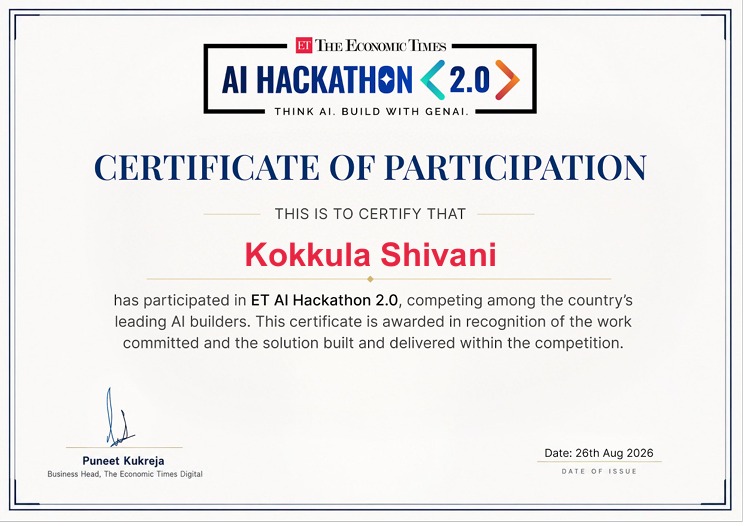 ET THE ECONOMIC TIMES
AI HACKATHON 2.0
THINK AI. BUILD WITH GENAI.
CERTIFICATE OF PARTICIPATION
THIS IS TO CERTIFY THAT
Kokkula Shivani
has participated in ET AI Hackathon 2.0, competing among the country’s
leading AI builders. This certificate is awarded in recognition of the work
committed and the solution built and delivered within the competition.
Puneet Kukreja
Business Head, The Economic Times Digital
Date: 26th Aug 2026
DATE OF ISSUE